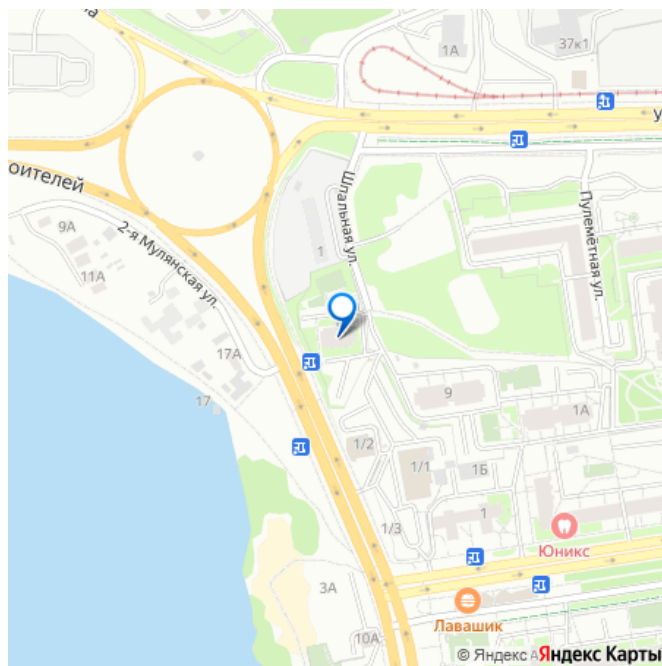 1А
37к1
Шпальная ул.
Пулемётная ул.
оителей
2-я Мулянская ул.
9А
11А
1
17А
17
9
1А
1/2
1/1
1Б
1
1/3
Юникс
3А
Лавашик
10А
© Яндекс
Яндекс Карты